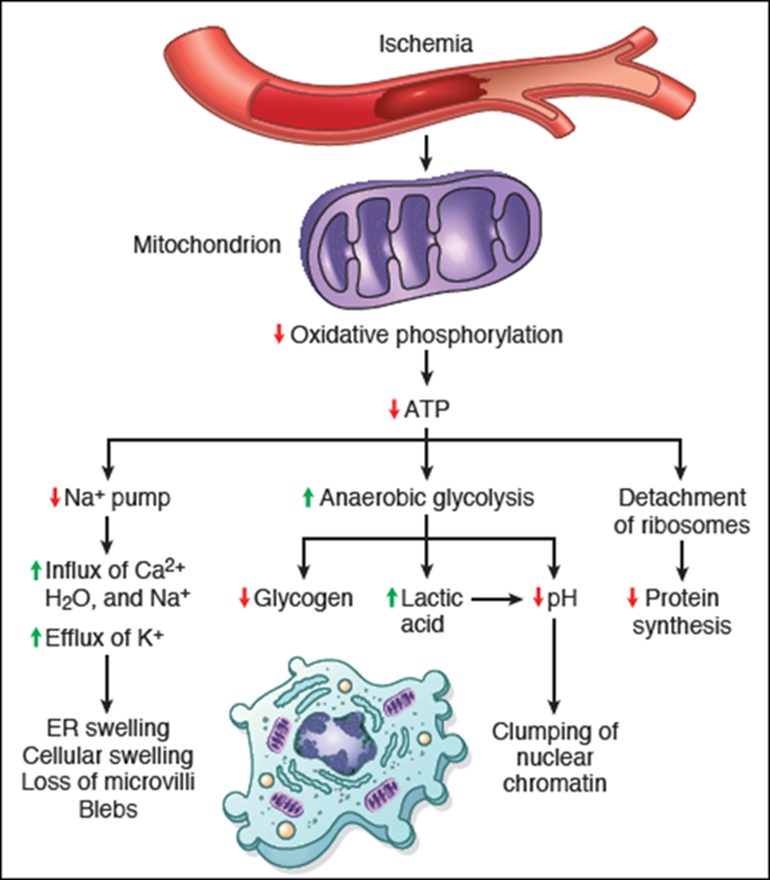 Ischemia
Mitochondrion
↓ Oxidative phosphorylation
↓ ATP
↓ Na⁺ pump
↑ Influx of Ca²⁺
H₂O, and Na⁺
↑ Efflux of K⁺
ER swelling
Cellular swelling
Loss of microvilli
Blebs
↑ Anaerobic glycolysis
↓ Glycogen
↑ Lactic
acid
↓ pH
Clumping of
nuclear
chromatin
Detachment
of ribosomes
↓ Protein
synthesis